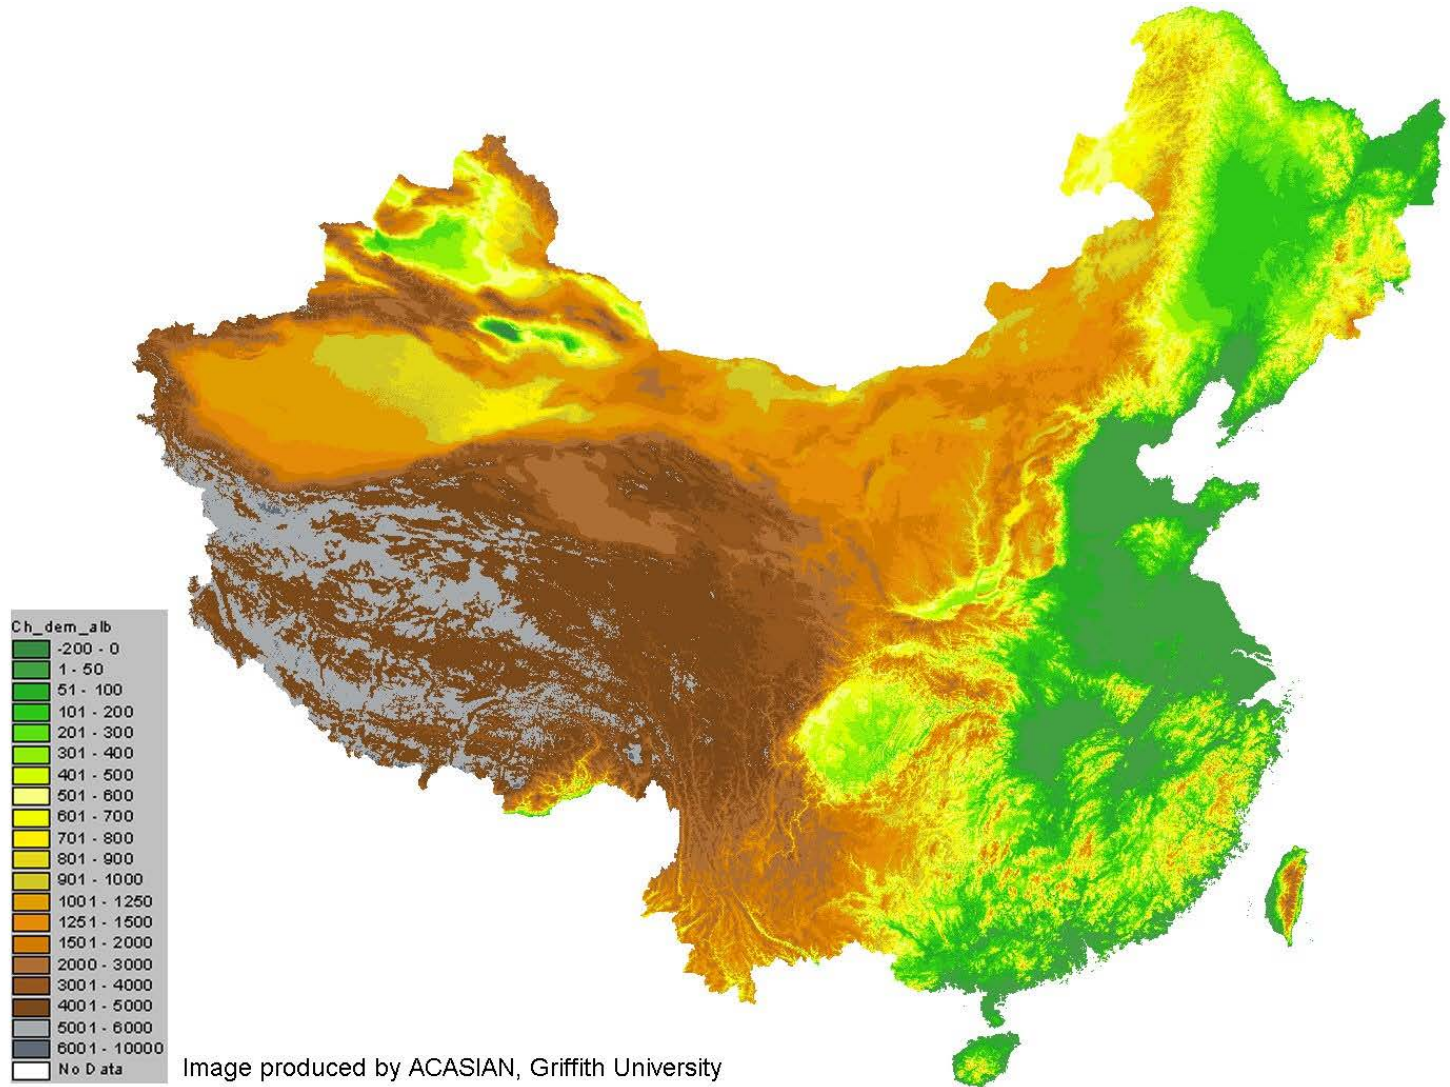 Ch_dem_alb
-200 - 0
1 - 50
51 - 100
101 - 200
201 - 300
301 - 400
401 - 500
501 - 600
601 - 700
701 - 800
801 - 900
901 - 1000
1001 - 1250
1251 - 1500
1501 - 2000
2000 - 3000
3001 - 4000
4001 - 5000
5001 - 6000
6001 - 10000
No Data
Image produced by ACASIAN, Griffith University